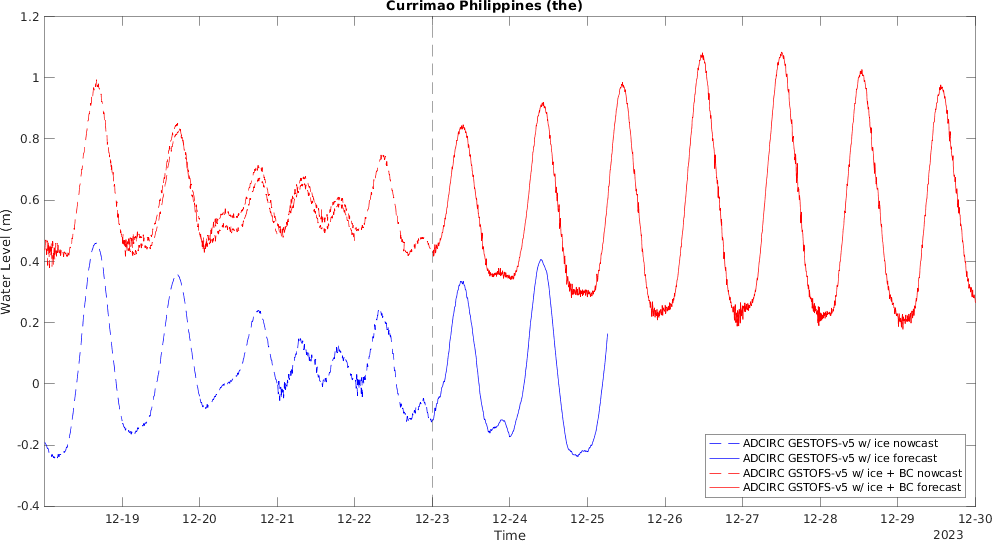 Currimao Philippines (the)
1.2
1
0.8
0.6
0.4
0.2
0
-0.2
-0.4
Water Level (m)
12-19 12-20 12-21 12-22 12-23 12-24 12-25 12-26 12-27 12-28 12-29 12-30
Time
2023
ADCIRC GESTOFS-v5 w/ ice nowcast
ADCIRC GESTOFS-v5 w/ ice forecast
ADCIRC GSTOFS-v5 w/ ice + BC nowcast
ADCIRC GSTOFS-v5 w/ ice + BC forecast